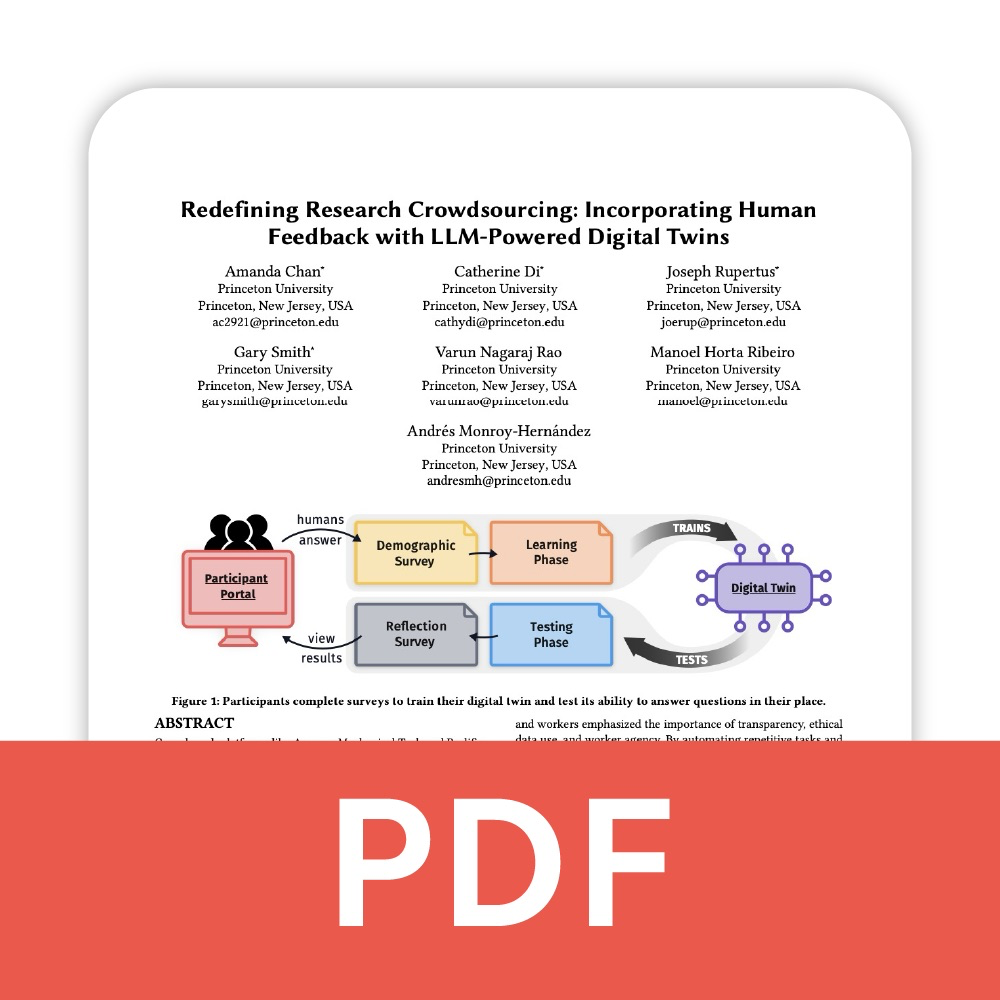 Redefining Research Crowdsourcing: Incorporating Human
Feedback with LLM-Powered Digital Twins
Amanda Chan*
Princeton University
Princeton, New Jersey, USA
ac2921@princeton.edu
Catherine Di*
Princeton University
Princeton, New Jersey, USA
cathydi@princeton.edu
Joseph Rupertus*
Princeton University
Princeton, New Jersey, USA
joerup@princeton.edu
Gary Smith*
Princeton University
Princeton, New Jersey, USA
garysmith@princeton.edu
Varun Nagaraj Rao
Princeton University
Princeton, New Jersey, USA
varunrao@princeton.edu
Manoel Horta Ribeiro
Princeton University
Princeton, New Jersey, USA
manoel@princeton.edu
Andrés Monroy-Hernández
Princeton University
Princeton, New Jersey, USA
andresmh@princeton.edu
Participant
Portal
humans
answer
Demographic
Survey
Learning
Phase
TRAINS
Digital Twin
TESTS
Testing
Phase
Reflection
Survey
view
results
Figure 1: Participants complete surveys to train their digital twin and test its ability to answer questions in their place.
ABSTRACT
and workers emphasized the importance of transparency, ethical
data use, and worker agency. By automating repetitive tasks and
PDF